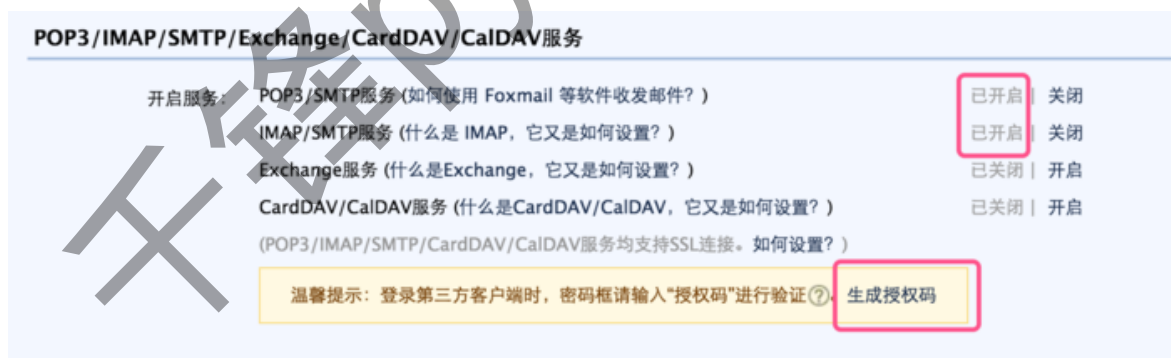 POP3/IMAP/SMTP/Exchange/CardDAV/CalDAV服务
开启服务： POP3/SMTP服务 (如何使用 Foxmail 等软件收发邮件？) 已开启 | 关闭
IMAP/SMTP服务 (什么是 IMAP，它又是如何设置？) 已开启 | 关闭
Exchange服务 (什么是Exchange，它又是如何设置？) 已关闭 | 开启
CardDAV/CalDAV服务 (什么是CardDAV/CalDAV，它又是如何设置？) 已关闭 | 开启
(POP3/IMAP/SMTP/CardDAV/CalDAV服务均支持SSL连接。如何设置？)
温馨提示：登录第三方客户端时，密码框请输入“授权码”进行验证?。生成授权码
千锋